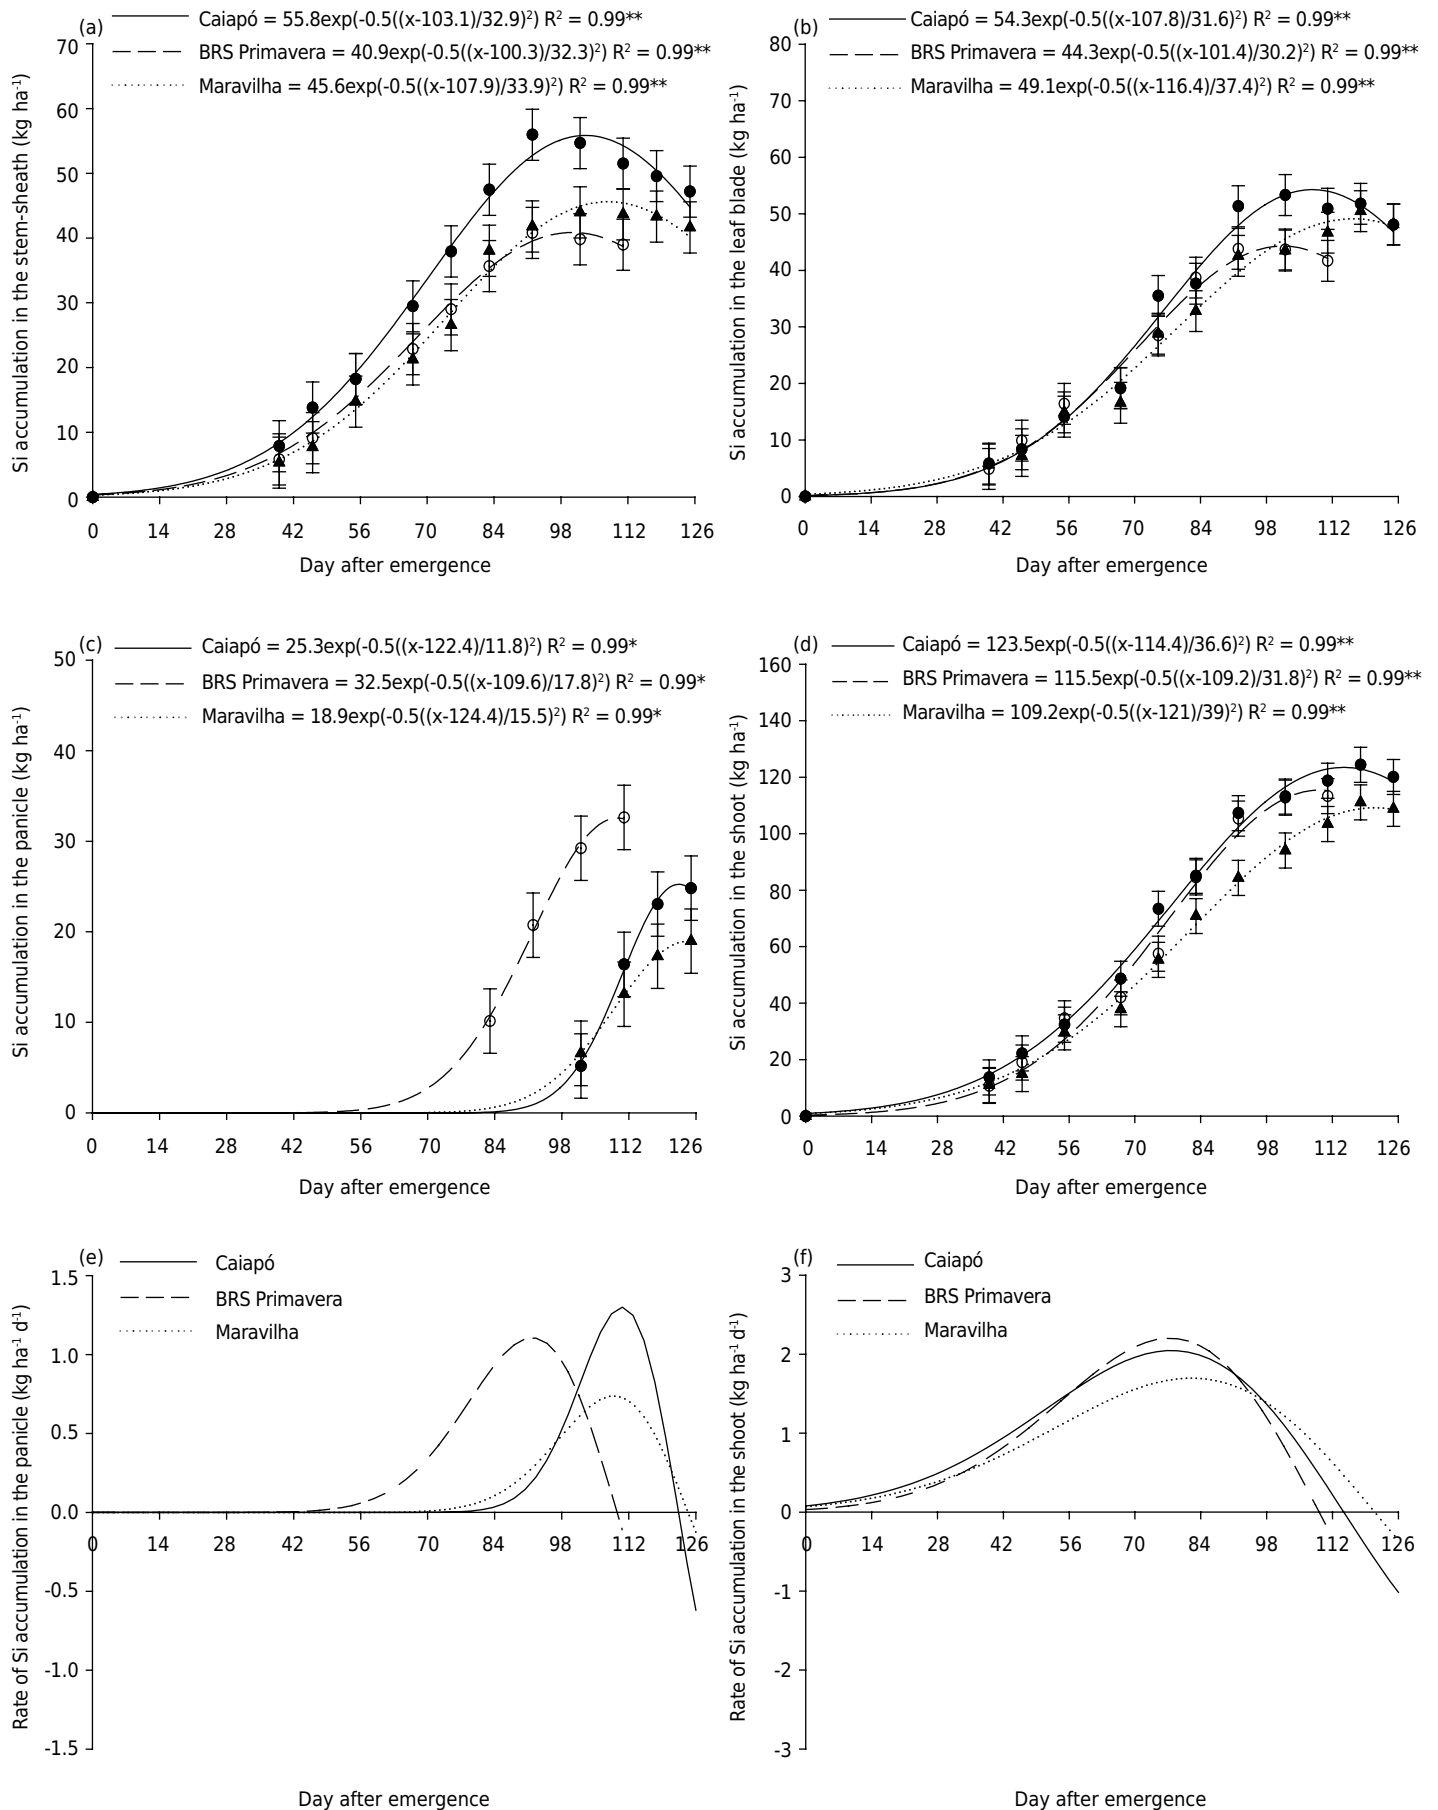 (a)
Caiapó = 55.8exp(-0.5((x-103.1)/32.9)²) R² = 0.99**
BRS Primavera = 40.9exp(-0.5((x-100.3)/32.3)²) R² = 0.99**
Maravilha = 45.6exp(-0.5((x-107.9)/33.9)²) R² = 0.99**
Si accumulation in the stem-sheath (kg ha⁻¹)
70
60
50
40
30
20
10
0
0 14 28 42 56 70 84 98 112 126
Day after emergence
(b)
Caiapó = 54.3exp(-0.5((x-107.8)/31.6)²) R² = 0.99**
BRS Primavera = 44.3exp(-0.5((x-101.4)/30.2)²) R² = 0.99**
Maravilha = 49.1exp(-0.5((x-116.4)/37.4)²) R² = 0.99**
Si accumulation in the leaf blade (kg ha⁻¹)
80
70
60
50
40
30
20
10
0
0 14 28 42 56 70 84 98 112 126
Day after emergence
(c)
Caiapó = 25.3exp(-0.5((x-122.4)/11.8)²) R² = 0.99*
BRS Primavera = 32.5exp(-0.5((x-109.6)/17.8)²) R² = 0.99*
Maravilha = 18.9exp(-0.5((x-124.4)/15.5)²) R² = 0.99*
Si accumulation in the panicle (kg ha⁻¹)
50
40
30
20
10
0
0 14 28 42 56 70 84 98 112 126
Day after emergence
(d)
Caiapó = 123.5exp(-0.5((x-114.4)/36.6)²) R² = 0.99**
BRS Primavera = 115.5exp(-0.5((x-109.2)/31.8)²) R² = 0.99**
Maravilha = 109.2exp(-0.5((x-121)/39)²) R² = 0.99**
Si accumulation in the shoot (kg ha⁻¹)
160
140
120
100
80
60
40
20
0
0 14 28 42 56 70 84 98 112 126
Day after emergence
(e)
Caiapó
BRS Primavera
Maravilha
Rate of Si accumulation in the panicle (kg ha⁻¹ d⁻¹)
1.5
1.0
0.5
0.0
0 14 28 42 56 70 84 98 112 126
-0.5
-1.0
-1.5
Day after emergence
(f)
Caiapó
BRS Primavera
Maravilha
Rate of Si accumulation in the shoot (kg ha⁻¹ d⁻¹)
3
2
1
0
0 14 28 42 56 70 84 98 112 126
-1
-2
-3
Day after emergence